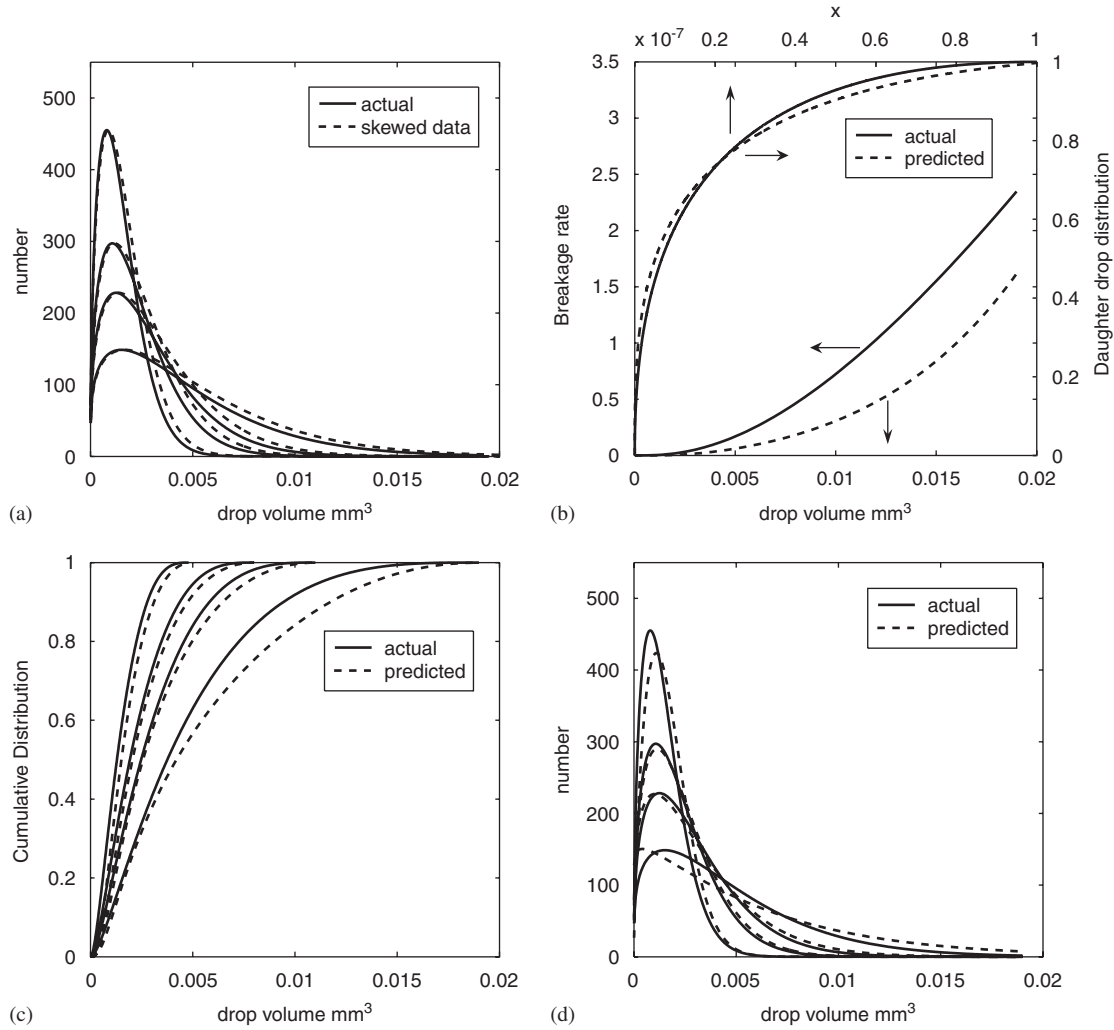 500
400
300
200
100
0
number
actual
skewed data
0
0.005
0.01
0.015
0.02
drop volume mm³
(a)
x
x 10⁻⁷
0.2
0.4
0.6
0.8
1
3.5
3
2.5
2
1.5
1
0.5
0
Breakage rate
actual
predicted
1
0.8
0.6
0.4
0.2
0
Daughter drop distribution
0
0.005
0.01
0.015
0.02
drop volume mm³
(b)
1
0.8
0.6
0.4
0.2
0
Cumulative Distribution
actual
predicted
0
0.005
0.01
0.015
0.02
drop volume mm³
(c)
500
400
300
200
100
0
number
actual
predicted
0
0.005
0.01
0.015
0.02
drop volume mm³
(d)